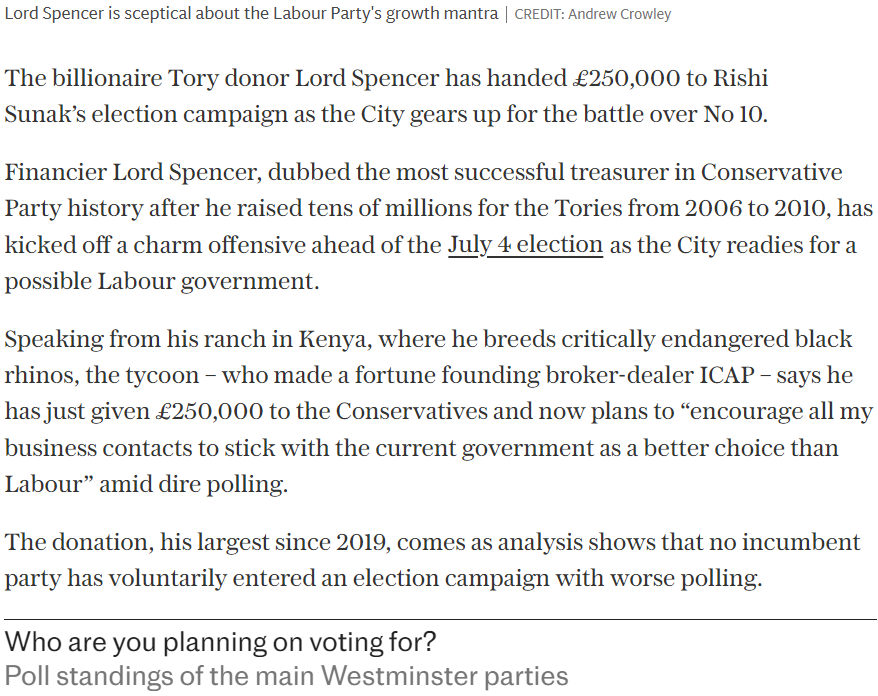 Lord Spencer is sceptical about the Labour Party's growth mantra | CREDIT: Andrew Crowley
The billionaire Tory donor Lord Spencer has handed £250,000 to Rishi
Sunak’s election campaign as the City gears up for the battle over No 10.
Financier Lord Spencer, dubbed the most successful treasurer in Conservative
Party history after he raised tens of millions for the Tories from 2006 to 2010, has
kicked off a charm offensive ahead of the July 4 election as the City readies for a
possible Labour government.
Speaking from his ranch in Kenya, where he breeds critically endangered black
rhinos, the tycoon – who made a fortune founding broker-dealer ICAP – says he
has just given £250,000 to the Conservatives and now plans to “encourage all my
business contacts to stick with the current government as a better choice than
Labour” amid dire polling.
The donation, his largest since 2019, comes as analysis shows that no incumbent
party has voluntarily entered an election campaign with worse polling.
Who are you planning on voting for?
Poll standings of the main Westminster parties